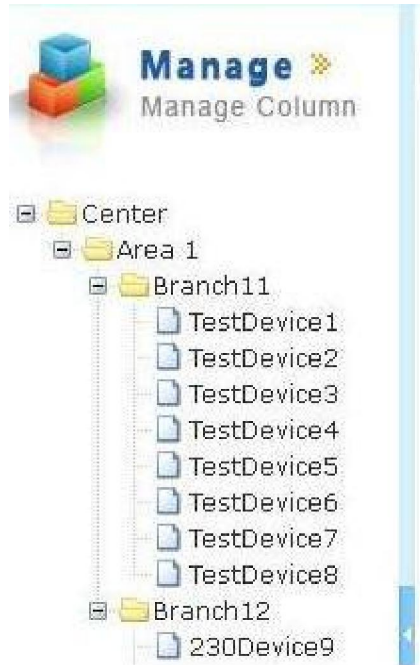 Manage »
Manage Column
Center
Area 1
Branch11
TestDevice1
TestDevice2
TestDevice3
TestDevice4
TestDevice5
TestDevice6
TestDevice7
TestDevice8
Branch12
230Device9